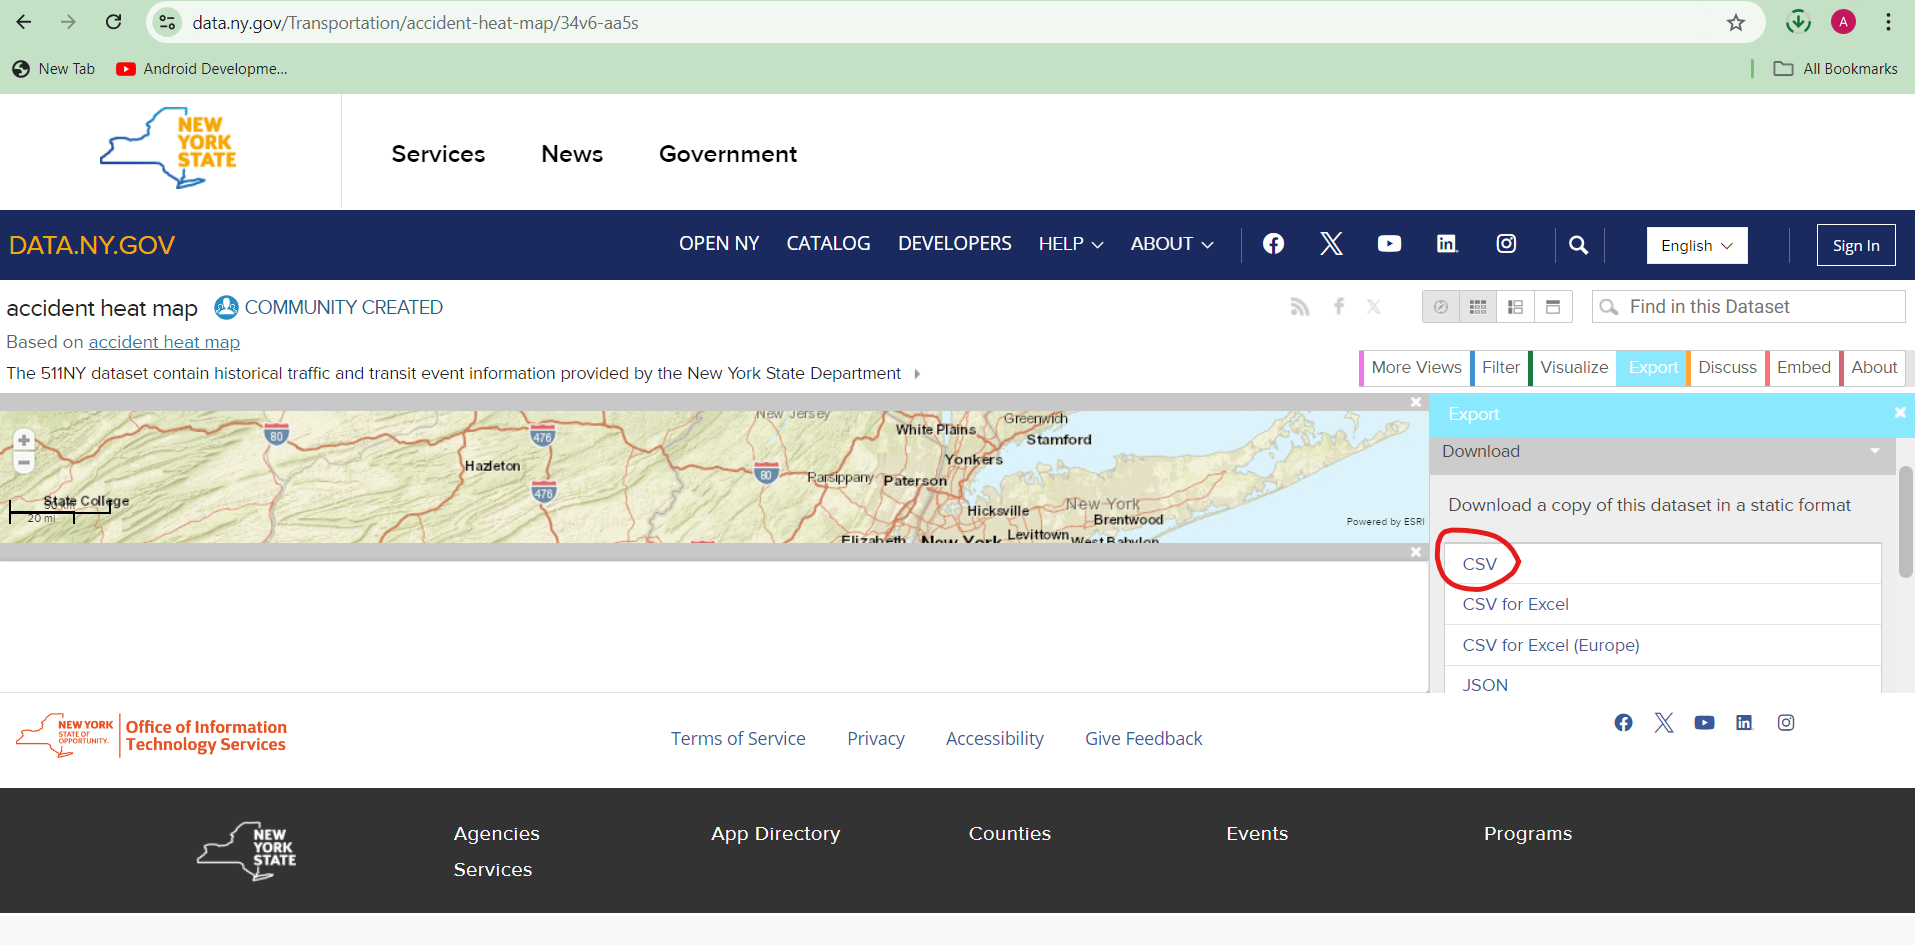 data.ny.gov/Transportation/accident-heat-map/34v6-aa5s
A
New Tab
Android Developme...
All Bookmarks
NEW
YORK
STATE
Services
News
Government
DATA.NY.GOV
OPEN NY
CATALOG
DEVELOPERS
HELP
ABOUT
English
Sign In
accident heat map
COMMUNITY CREATED
Find in this Dataset
Based on accident heat map
The 511NY dataset contain historical traffic and transit event information provided by the New York State Department
More Views
Filter
Visualize
Export
Discuss
Embed
About
Export
Download
Download a copy of this dataset in a static format
CSV
CSV for Excel
CSV for Excel (Europe)
JSON
New Jersey
Greenwich
White Plains
Stamford
80
476
Hazleton
Yonkers
80
Parsippany
Paterson
476
State College
50 km
20 mi
New York
Hicksville
Brentwood
Powered by ESRI
Elizabeth
New York
Levittown
West Babylon
NEW YORK
STATE OF
OPPORTUNITY.
Office of Information
Technology Services
Terms of Service
Privacy
Accessibility
Give Feedback
NEW
YORK
STATE
Agencies
App Directory
Counties
Events
Programs
Services